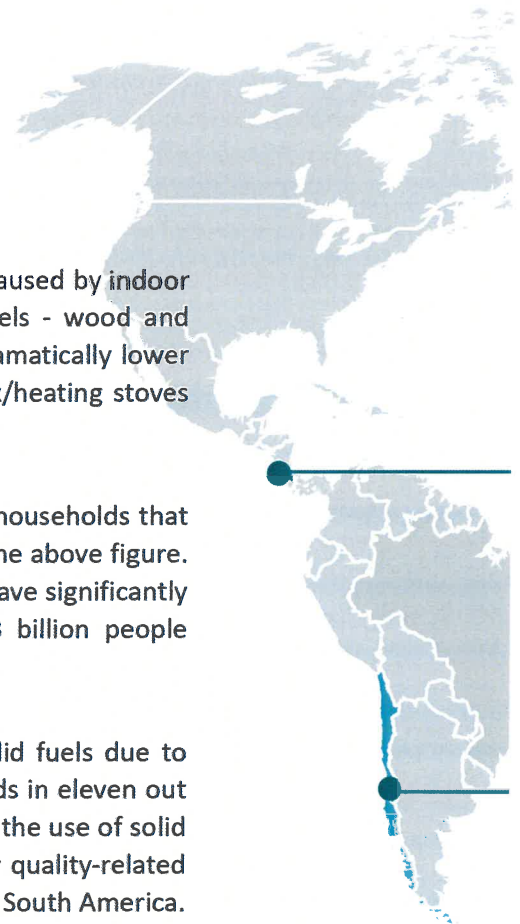 aused by indoor
els - wood and
amatically lower
/heating stoves
households that
ne above figure.
ave significantly
billion people
lid fuels due to
ds in eleven out
the use of solid
quality-related
South America.